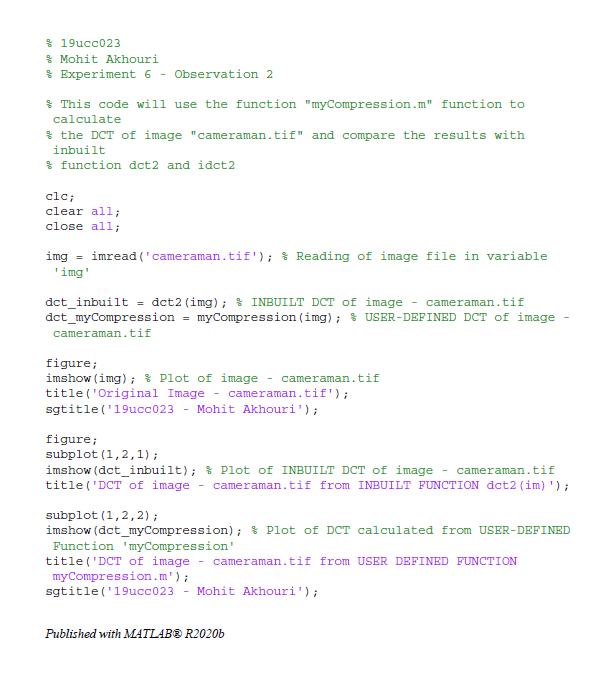 % 19ucc023
% Mohit Akhouri
% Experiment 6 - Observation 2
% This code will use the function "myCompression.m" function to
calculate
% the DCT of image "cameraman.tif" and compare the results with
inbuilt
% function dct2 and idct2
clc;
clear all;
close all;
img = imread('cameraman.tif'); % Reading of image file in variable
'img'
dct_inbuilt = dct2(img); % INBUILT DCT of image - cameraman.tif
dct_myCompression = myCompression(img); % USER-DEFINED DCT of image -
cameraman.tif
figure;
imshow(img); % Plot of image - cameraman.tif
title('Original Image - cameraman.tif');
sgtitle('19ucc023 - Mohit Akhouri');
figure;
subplot(1,2,1);
imshow(dct_inbuilt); % Plot of INBUILT DCT of image - cameraman.tif
title('DCT of image - cameraman.tif from INBUILT FUNCTION dct2(im)');
subplot(1,2,2);
imshow(dct_myCompression); % Plot of DCT calculated from USER-DEFINED
Function 'myCompression'
title('DCT of image - cameraman.tif from USER DEFINED FUNCTION
myCompression.m');
sgtitle('19ucc023 - Mohit Akhouri');
Published with MATLAB® R2020b